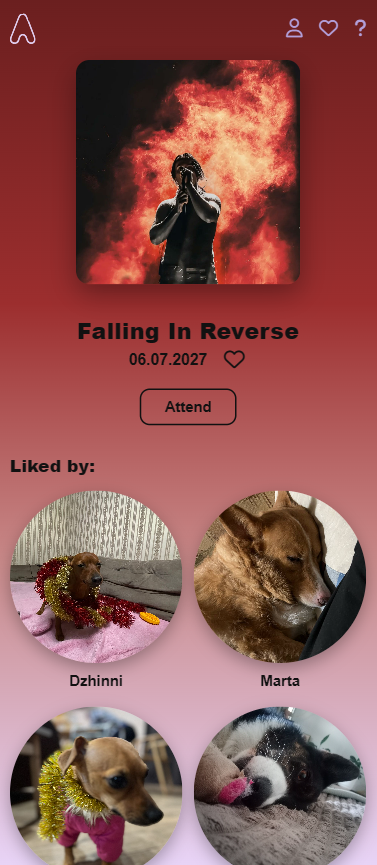 ?
Falling In Reverse
06.07.2027
Attend
Liked by:
Dzhinni
Marta